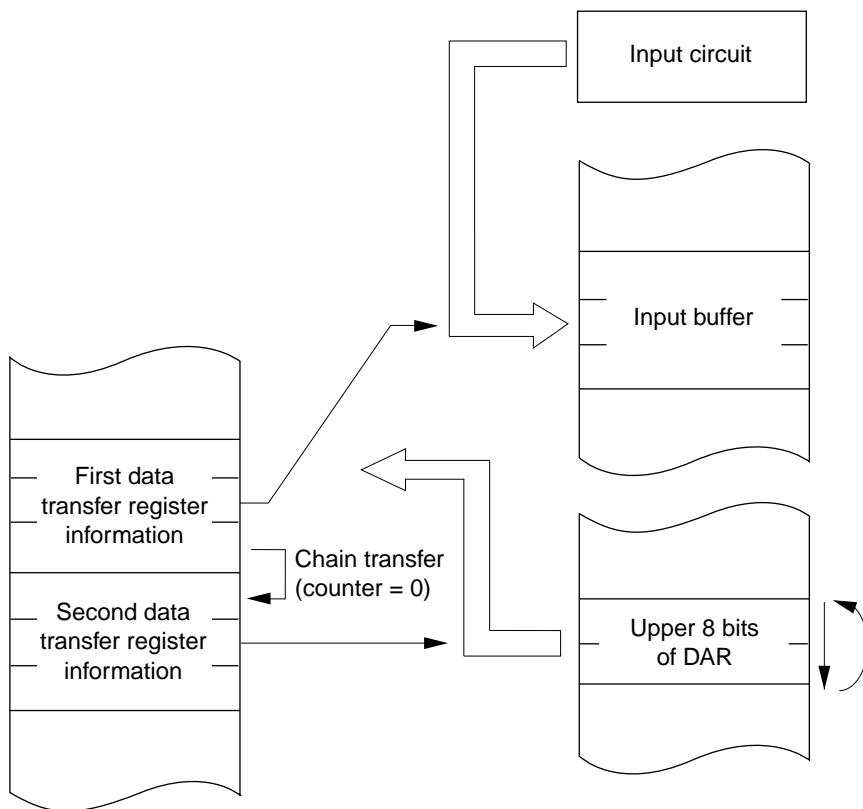 Input circuit
Input buffer
First data
transfer register
information
Chain transfer
(counter = 0)
Second data
transfer register
information
Upper 8 bits
of DAR